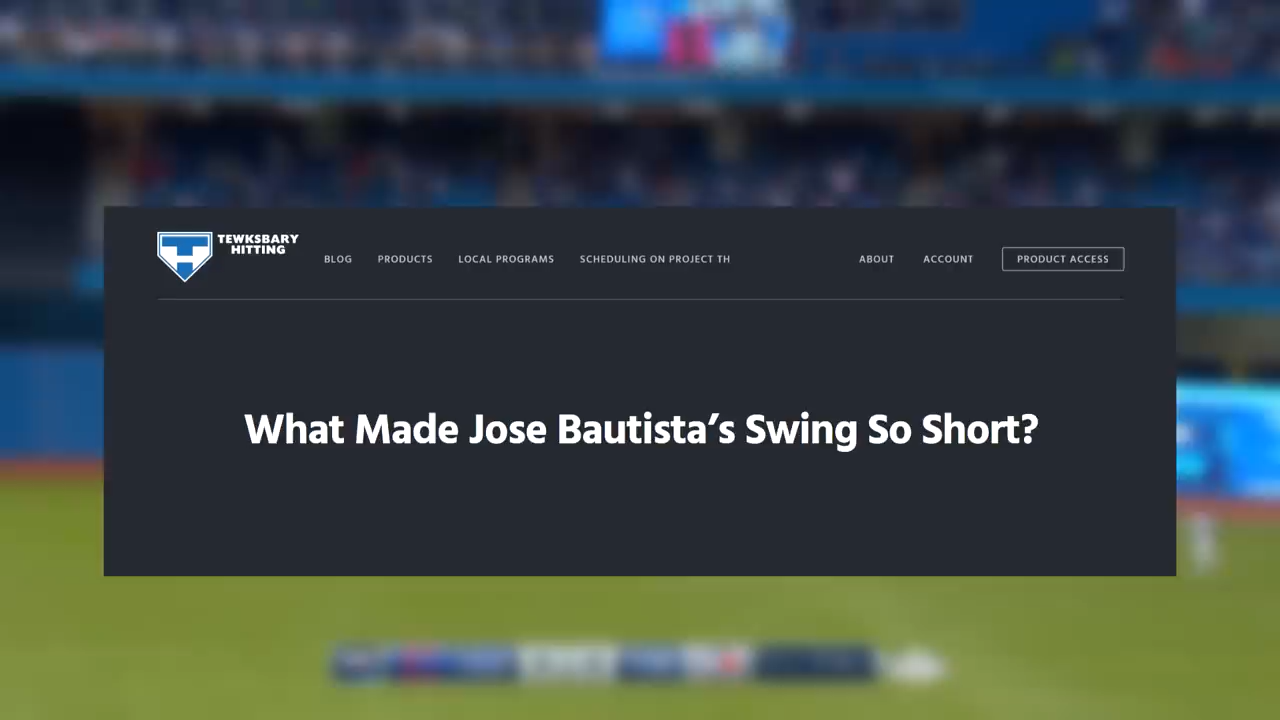 TEWKSBARY
HITTING
BLOG PRODUCTS LOCAL PROGRAMS SCHEDULING ON PROJECT TH ABOUT ACCOUNT PRODUCT ACCESS
What Made Jose Bautista’s Swing So Short?